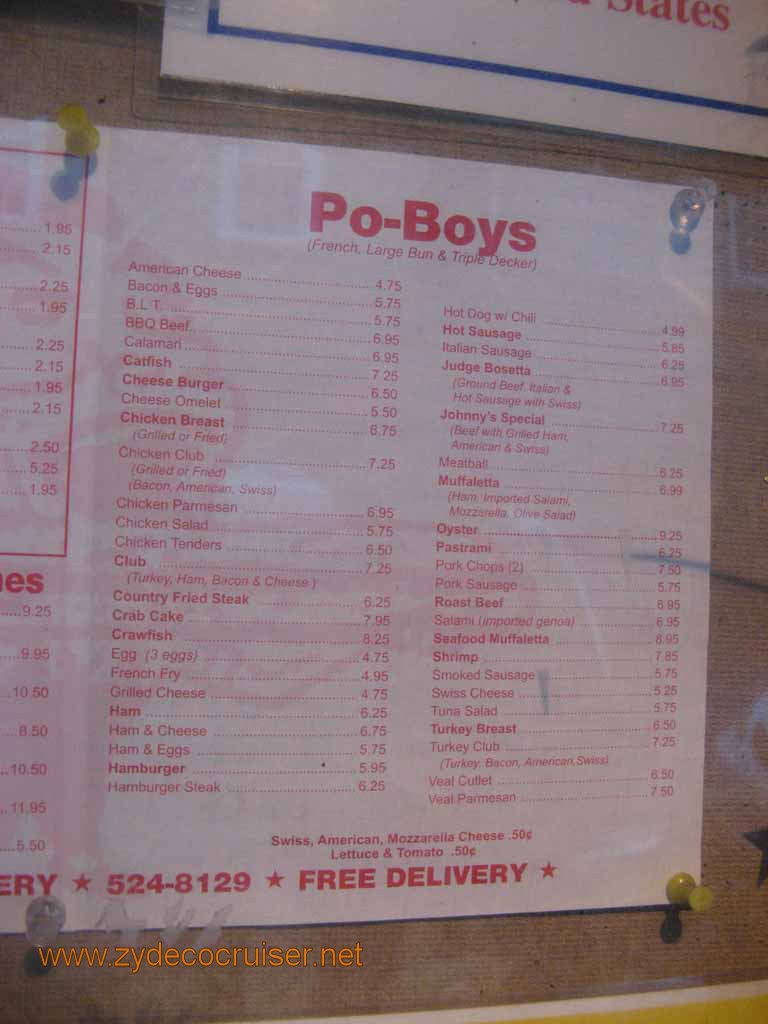 States
1.95
2.15
2.25
1.95
2.25
2.15
1.95
2.15
2.50
5.25
1.95
9.25
9.95
10.50
8.50
10.50
11.95
5.50
Po-Boys
(French, Large Bun & Triple Decker)
American Cheese 4.75
Bacon & Eggs 5.75
B.L.T. 5.75
BBQ Beef 6.95
Calamari 6.95
Catfish 7.25
Cheese Burger 6.50
Cheese Omelet 5.50
Chicken Breast 6.75
(Grilled or Fried)
Chicken Club 7.25
(Grilled or Fried)
(Bacon, American, Swiss)
Chicken Parmesan 6.95
Chicken Salad 5.75
Chicken Tenders 6.50
Club 7.25
(Turkey, Ham, Bacon & Cheese)
Country Fried Steak 6.25
Crab Cake 7.95
Crawfish 8.25
Egg (3 eggs) 4.75
French Fry 4.95
Grilled Cheese 4.75
Ham 6.25
Ham & Cheese 6.75
Ham & Eggs 5.75
Hamburger 5.95
Hamburger Steak 6.25
Hot Dog w/ Chili 4.99
Hot Sausage 5.85
Italian Sausage 6.25
Judge Bosetta 6.95
(Ground Beef, Italian &
Hot Sausage with Swiss)
Johnny's Special 7.25
(Beef with Grilled Ham,
American & Swiss)
Meatball 6.25
Muffaletta 6.99
(Ham, Imported Salami,
Mozzarella, Olive Salad)
Oyster 9.25
Pastrami 6.25
Pork Chops (2) 7.50
Pork Sausage 5.75
Roast Beef 6.95
Salami (imported genoa) 6.95
Seafood Muffaletta 8.95
Shrimp 7.85
Smoked Sausage 5.75
Swiss Cheese 5.25
Tuna Salad 5.75
Turkey Breast 6.50
Turkey Club 7.25
(Turkey, Bacon, American, Swiss)
Veal Cutlet 6.50
Veal Parmesan 7.50
Swiss, American, Mozzarella Cheese .50¢
Lettuce & Tomato .50¢
ERY ★ 524-8129 ★ FREE DELIVERY ★
www.zydecocruiser.net